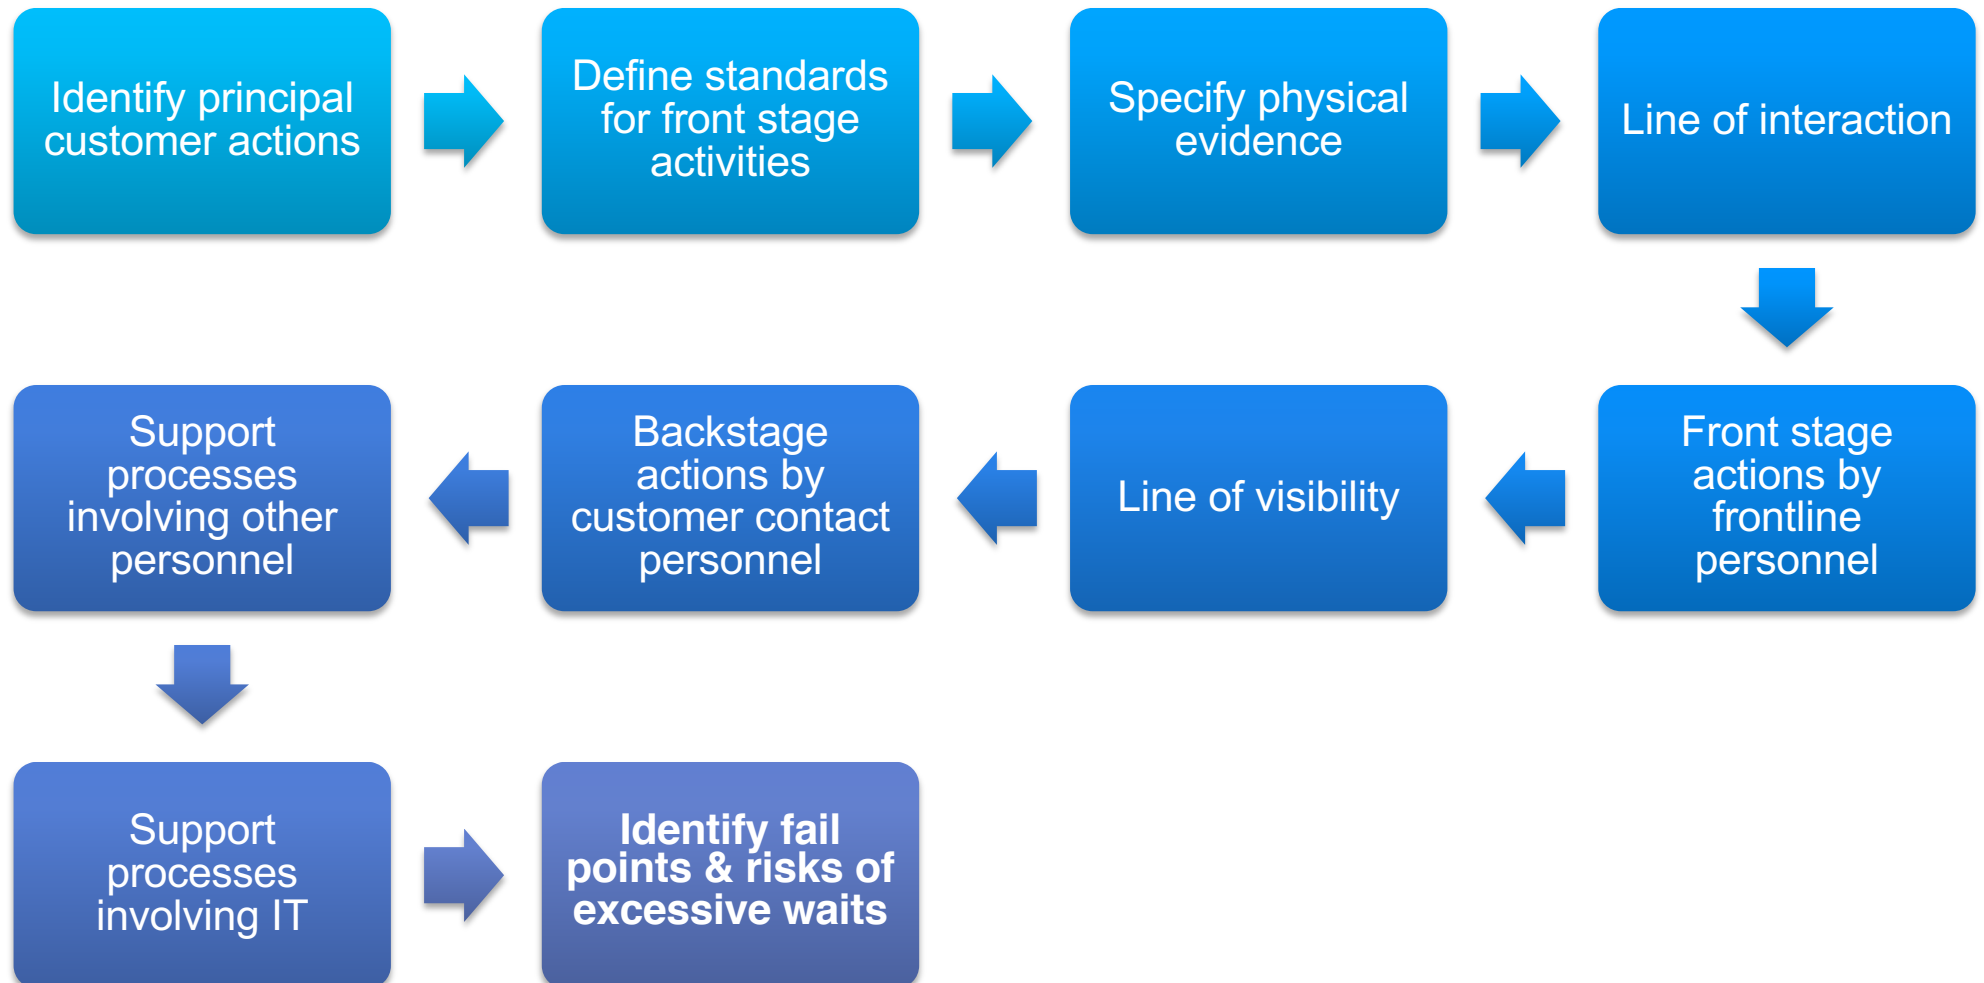 Identify principal
customer actions
Define standards
for front stage
activities
Specify physical
evidence
Line of interaction
Front stage
actions by
frontline
personnel
Line of visibility
Backstage
actions by
customer contact
personnel
Support
processes
involving other
personnel
Support
processes
involving IT
Identify fail
points & risks of
excessive waits